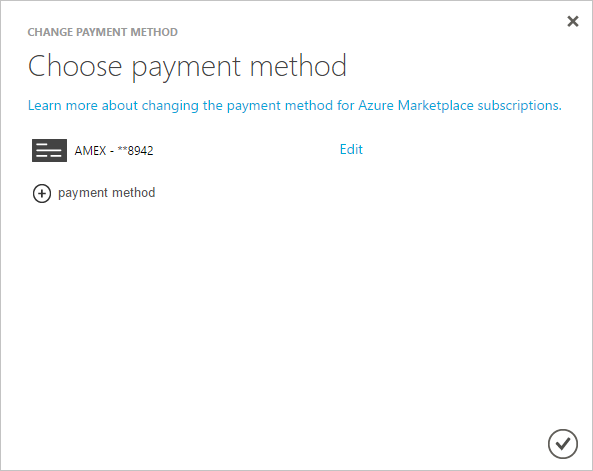 CHANGE PAYMENT METHOD
Choose payment method
Learn more about changing the payment method for Azure Marketplace subscriptions.
AMEX - **8942 Edit
payment method